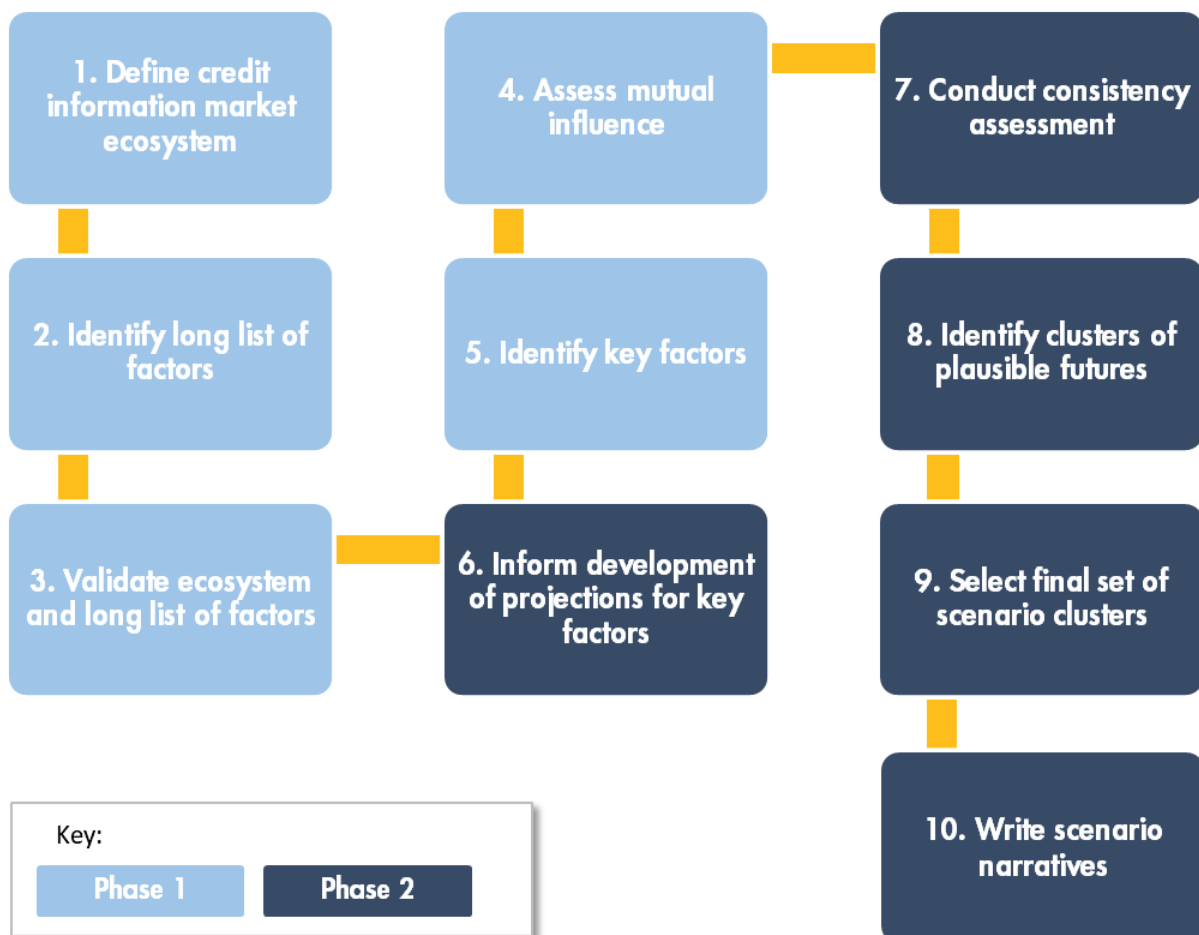 1. Define credit
information market
ecosystem
2. Identify long list of
factors
3. Validate ecosystem
and long list of factors
4. Assess mutual
influence
5. Identify key factors
6. Inform development
of projections for key
factors
7. Conduct consistency
assessment
8. Identify clusters of
plausible futures
9. Select final set of
scenario clusters
10. Write scenario
narratives
Key:
Phase 1
Phase 2